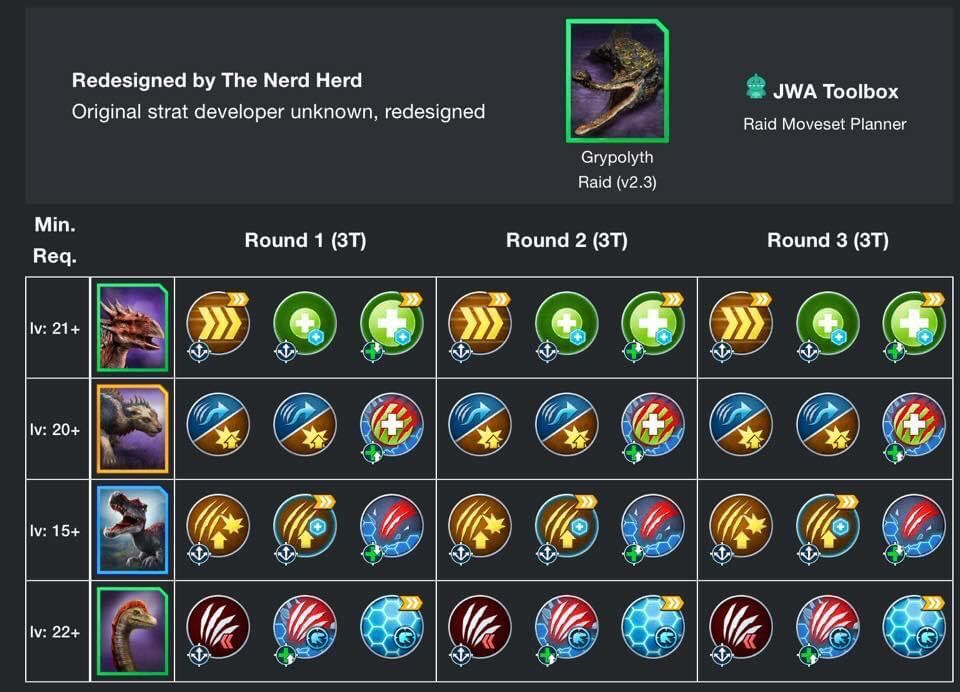 Redesigned by The Nerd Herd
Original strat developer unknown, redesigned
Grypolyth
Raid (v2.3)
JWA Toolbox
Raid Moveset Planner
Min.
Req.
Round 1 (3T)
Round 2 (3T)
Round 3 (3T)
lv: 21+
lv: 20+
lv: 15+
lv: 22+